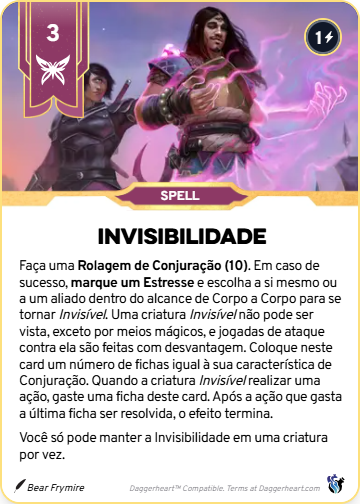 3
1
SPELL
INVISIBILIDADE
Faça uma Rolagem de Conjuração (10). Em caso de
sucesso, marque um Estresse e escolha a si mesmo ou
a um aliado dentro do alcance de Corpo a Corpo para se
tornar Invisível. Uma criatura Invisível não pode ser
vista, exceto por meios mágicos, e jogadas de ataque
contra ela são feitas com desvantagem. Coloque neste
card um número de fichas igual à sua característica de
Conjuração. Quando a criatura Invisível realizar uma
ação, gaste uma ficha deste card. Após a ação que gasta
a última ficha ser resolvida, o efeito termina.
Você só pode manter a Invisibilidade em uma criatura
por vez.
Bear Frymire
Daggerheart™ Compatible. Terms at Daggerheart.com